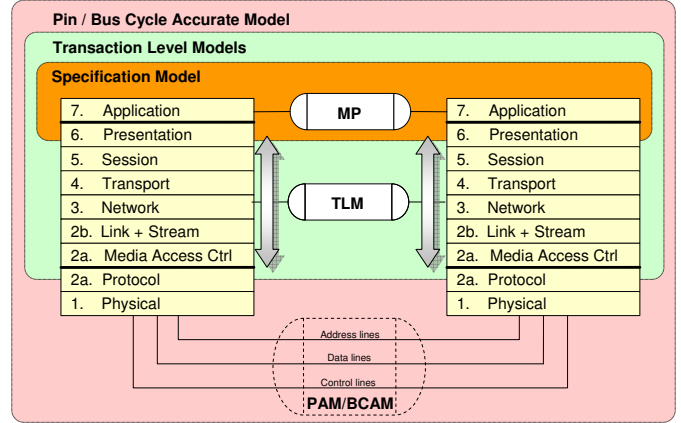 Pin / Bus Cycle Accurate Model
Transaction Level Models
Specification Model
7. Application
6. Presentation
5. Session
4. Transport
3. Network
2b. Link + Stream
2a. Media Access Ctrl
2a. Protocol
1. Physical
MP
TLM
7. Application
6. Presentation
5. Session
4. Transport
3. Network
2b. Link + Stream
2a. Media Access Ctrl
2a. Protocol
1. Physical
Address lines
Data lines
Control lines
PAM/BCAM